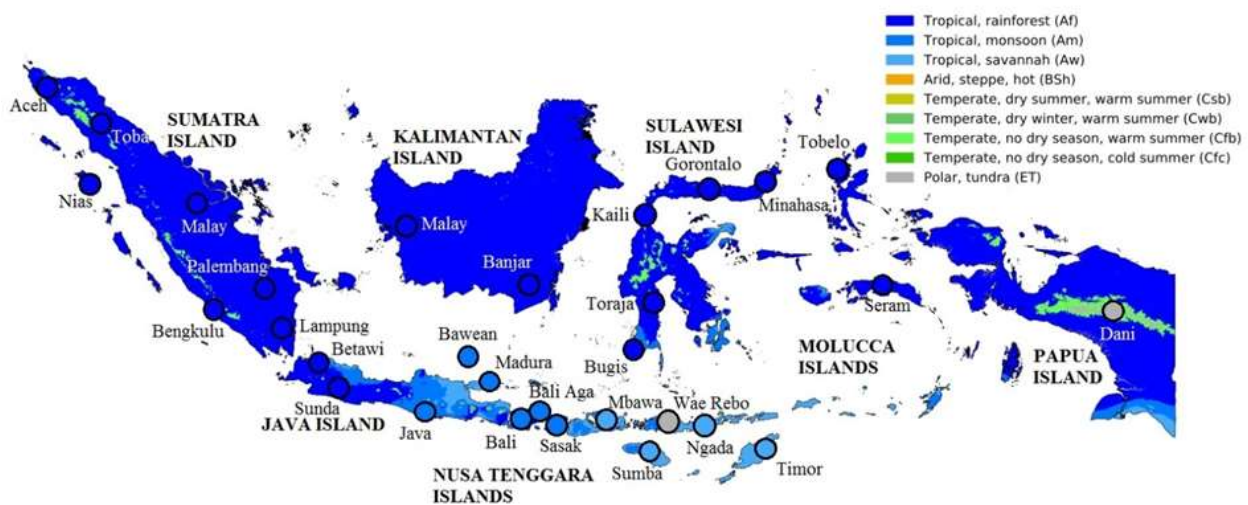 Tropical, rainforest (Af)
Tropical, monsoon (Am)
Tropical, savannah (Aw)
Arid, steppe, hot (BSh)
Temperate, dry summer, warm summer (Csb)
Temperate, dry winter, warm summer (Cwb)
Temperate, no dry season, warm summer (Cfb)
Temperate, no dry season, cold summer (Cfc)
Polar, tundra (ET)
Aceh
Toba
SUMATRA
ISLAND
Nias
Malay
Palembang
Bengkulu
Lampung
KALIMANTAN
ISLAND
Malay
Banjar
SULAWESI
ISLAND
Gorontalo
Minahasa
Kaili
Toraja
Bugis
Tobelo
Seram
MOLUCCA
ISLANDS
Dani
PAPUA
ISLAND
Betawi
Sunda
JAVA ISLAND
Java
Bawean
Madura
Bali Aga
Bali
Sasak
Mbawa
Wae Rebo
Ngada
Sumba
Timor
NUSA TENGGARA
ISLANDS